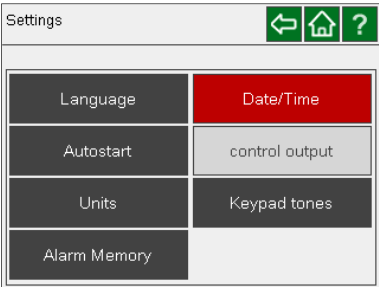 Settings
?
Language
Date/Time
Autostart
control output
Units
Keypad tones
Alarm Memory